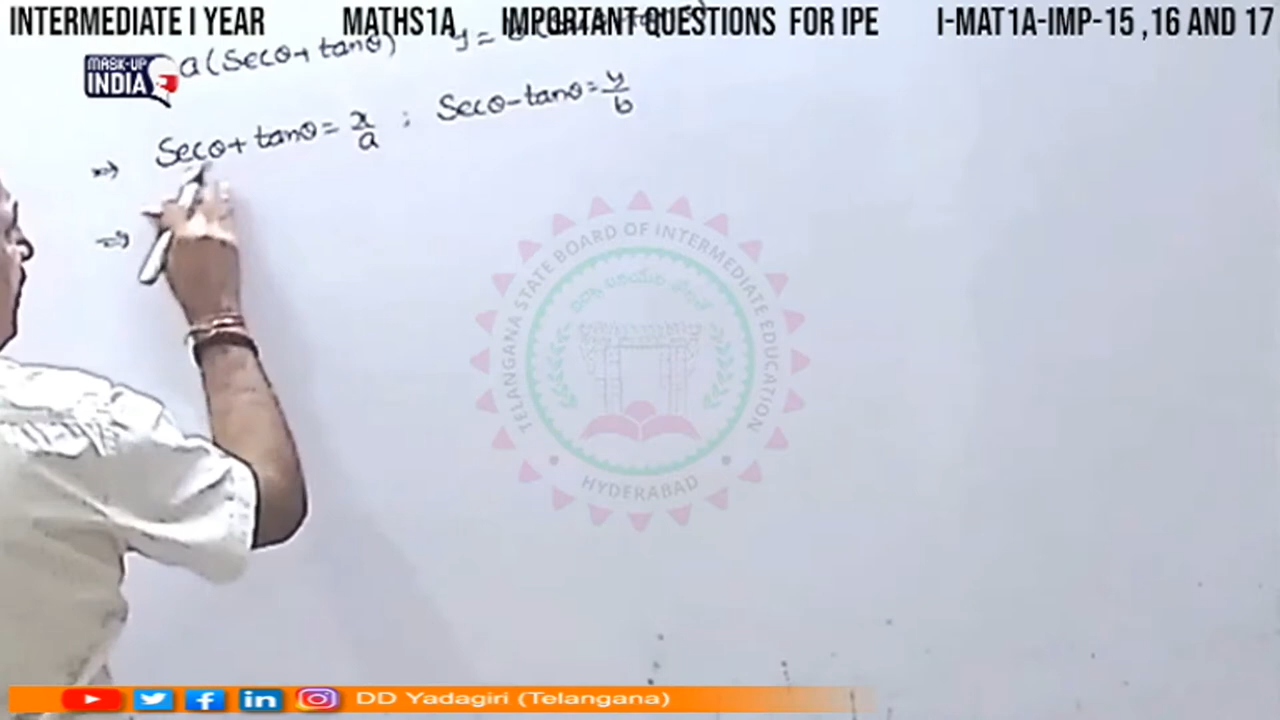 INTERMEDIATE I YEAR MATHS1A IMPORTANT QUESTIONS FOR IPE I-MAT1A-IMP-15 ,16 AND 17
MASK-UP
INDIA
a(Secθ+ tanθ) y =
⇒ Secθ+ tanθ = x/a ; Secθ-tanθ = y/b
⇒
TELANGANA STATE BOARD OF INTERMEDIATE EDUCATION
HYDERABAD
DD Yadagiri (Telangana)